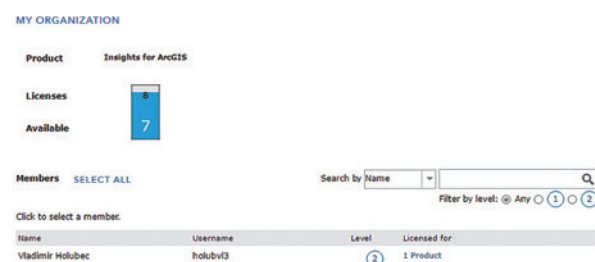 MY ORGANIZATION
Product Insights for ArcGIS
Licenses 8
Available 7
Members SELECT ALL Search by Name
Filter by level: Any 1 2
Click to select a member.
Name Username Level Licensed for
Vladimir Holubec holubvl3 2 1 Product